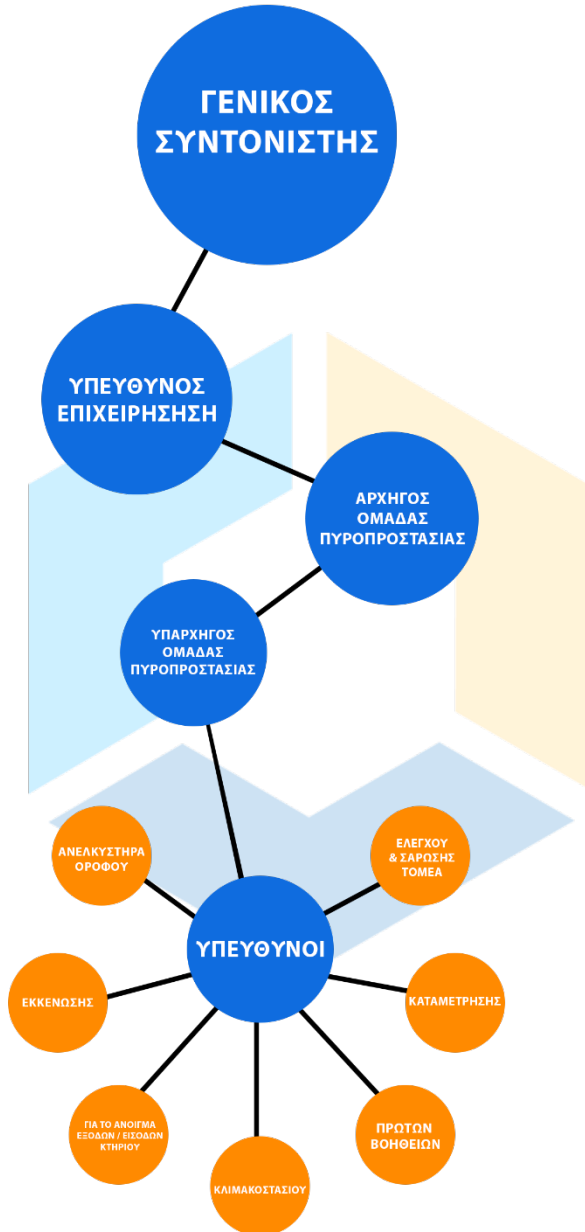 ΓΕΝΙΚΟΣ
ΣΥΝΤΟΝΙΣΤΗΣ
ΥΠΕΥΘΥΝΟΣ
ΕΠΙΧΕΙΡΗΣΗΣΗ
ΑΡΧΗΓΟΣ
ΟΜΑΔΑΣ
ΠΥΡΟΠΡΟΣΤΑΣΙΑΣ
ΥΠΑΡΧΗΓΟΣ
ΟΜΑΔΑΣ
ΠΥΡΟΠΡΟΣΤΑΣΙΑΣ
ΑΝΕΛΚΥΣΤΗΡΑ
ΟΡΟΦΟΥ
ΕΛΕΓΧΟΥ
& ΣΑΡΩΣΗΣ
ΤΟΜΕΑ
ΥΠΕΥΘΥΝΟΙ
ΕΚΚΕΝΩΣΗΣ
ΚΑΤΑΜΕΤΡΗΣΗΣ
ΓΙΑ ΤΟ ΑΝΟΙΓΜΑ
ΕΞΟΔΩΝ / ΕΙΣΟΔΩΝ
ΚΤΗΡΙΟΥ
ΠΡΩΤΩΝ
ΒΟΗΘΕΙΩΝ
ΚΛΙΜΑΚΟΣΤΑΣΙΟΥ